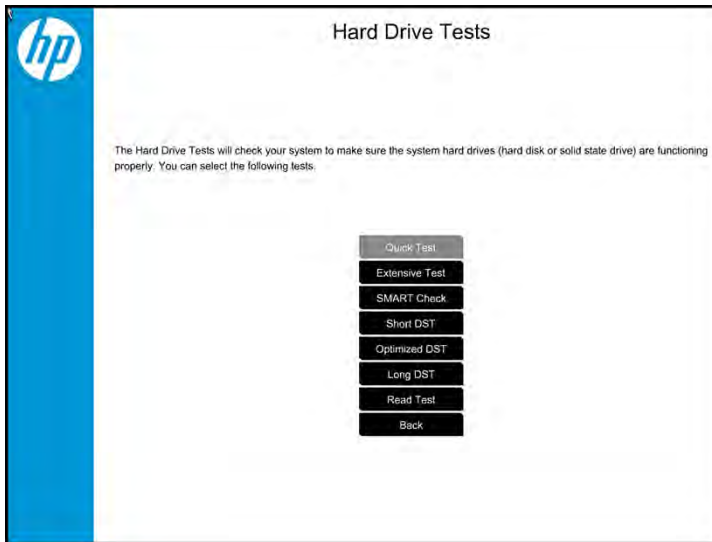 hp
Hard Drive Tests
The Hard Drive Tests will check your system to make sure the system hard drives (hard disk or solid state drive) are functioning
properly. You can select the following tests.
Quick Test
Extensive Test
SMART Check
Short DST
Optimized DST
Long DST
Read Test
Back